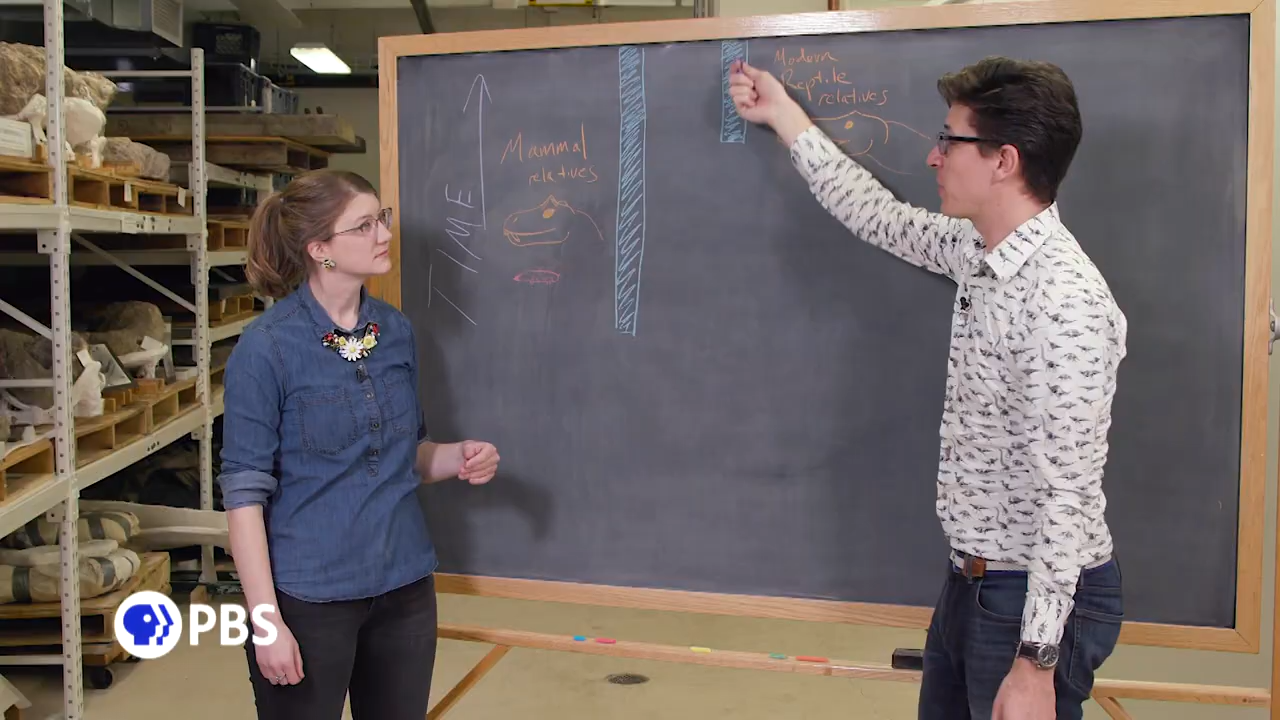 TIME
Mammal
relatives
Modern
Reptile
relatives
PBS